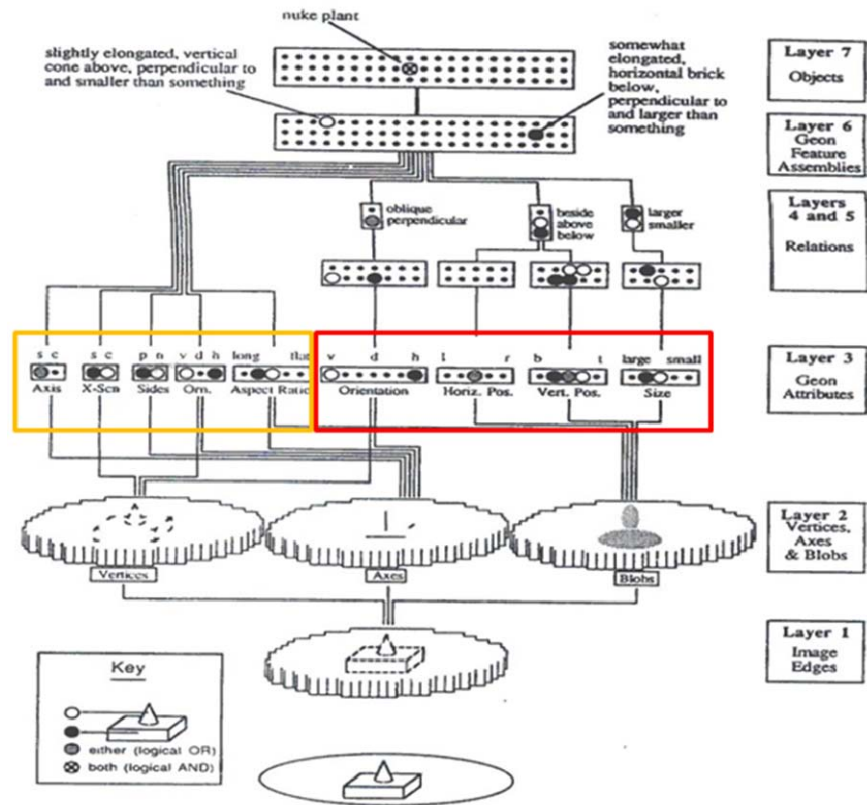 nuke plant
slightly elongated, vertical
cone above, perpendicular to
and smaller than something
somewhat
elongated,
horizontal brick
below,
perpendicular to
and larger than
something
Layer 7
Objects
Layer 6
Geon
Feature
Assemblies
oblique
perpendicular
beside
above
below
larger
smaller
Layers
4 and 5
Relations
s c
s c
p n
v d h
long flat
v d h
l r
b t
large small
Axis
X-Scn
Sides
Orn.
Aspect Ratio
Orientation
Horiz. Pos.
Vert. Pos.
Size
Layer 3
Geon
Attributes
Layer 2
Vertices,
Axes
& Blobs
Vertices
Axes
Blobs
Layer 1
Image
Edges
Key
either (logical OR)
both (logical AND)